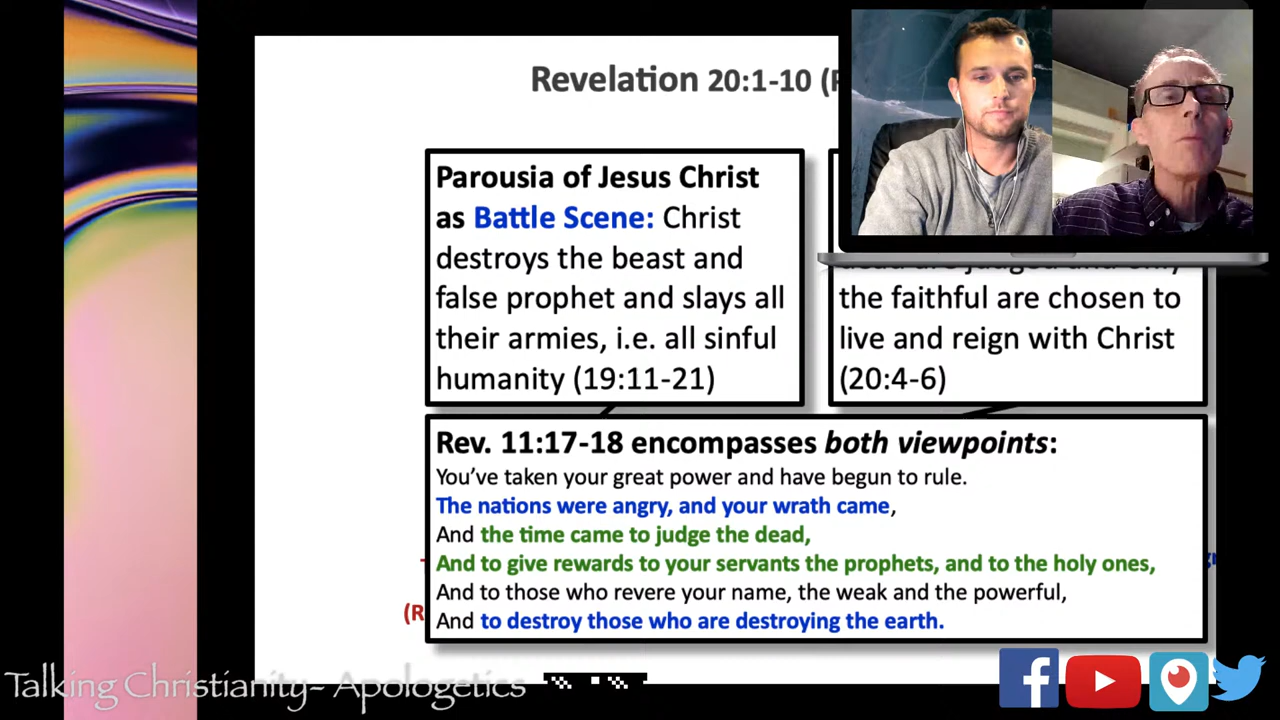 Revelation 20:1-10
Parousia of Jesus Christ
as Battle Scene: Christ
destroys the beast and
false prophet and slays all
their armies, i.e. all sinful
humanity (19:11-21)
the faithful are chosen to
live and reign with Christ
(20:4-6)
Rev. 11:17-18 encompasses both viewpoints:
You've taken your great power and have begun to rule.
The nations were angry, and your wrath came,
And the time came to judge the dead,
And to give rewards to your servants the prophets, and to the holy ones,
And to those who revere your name, the weak and the powerful,
And to destroy those who are destroying the earth.
Talking Christianity- Apologetics